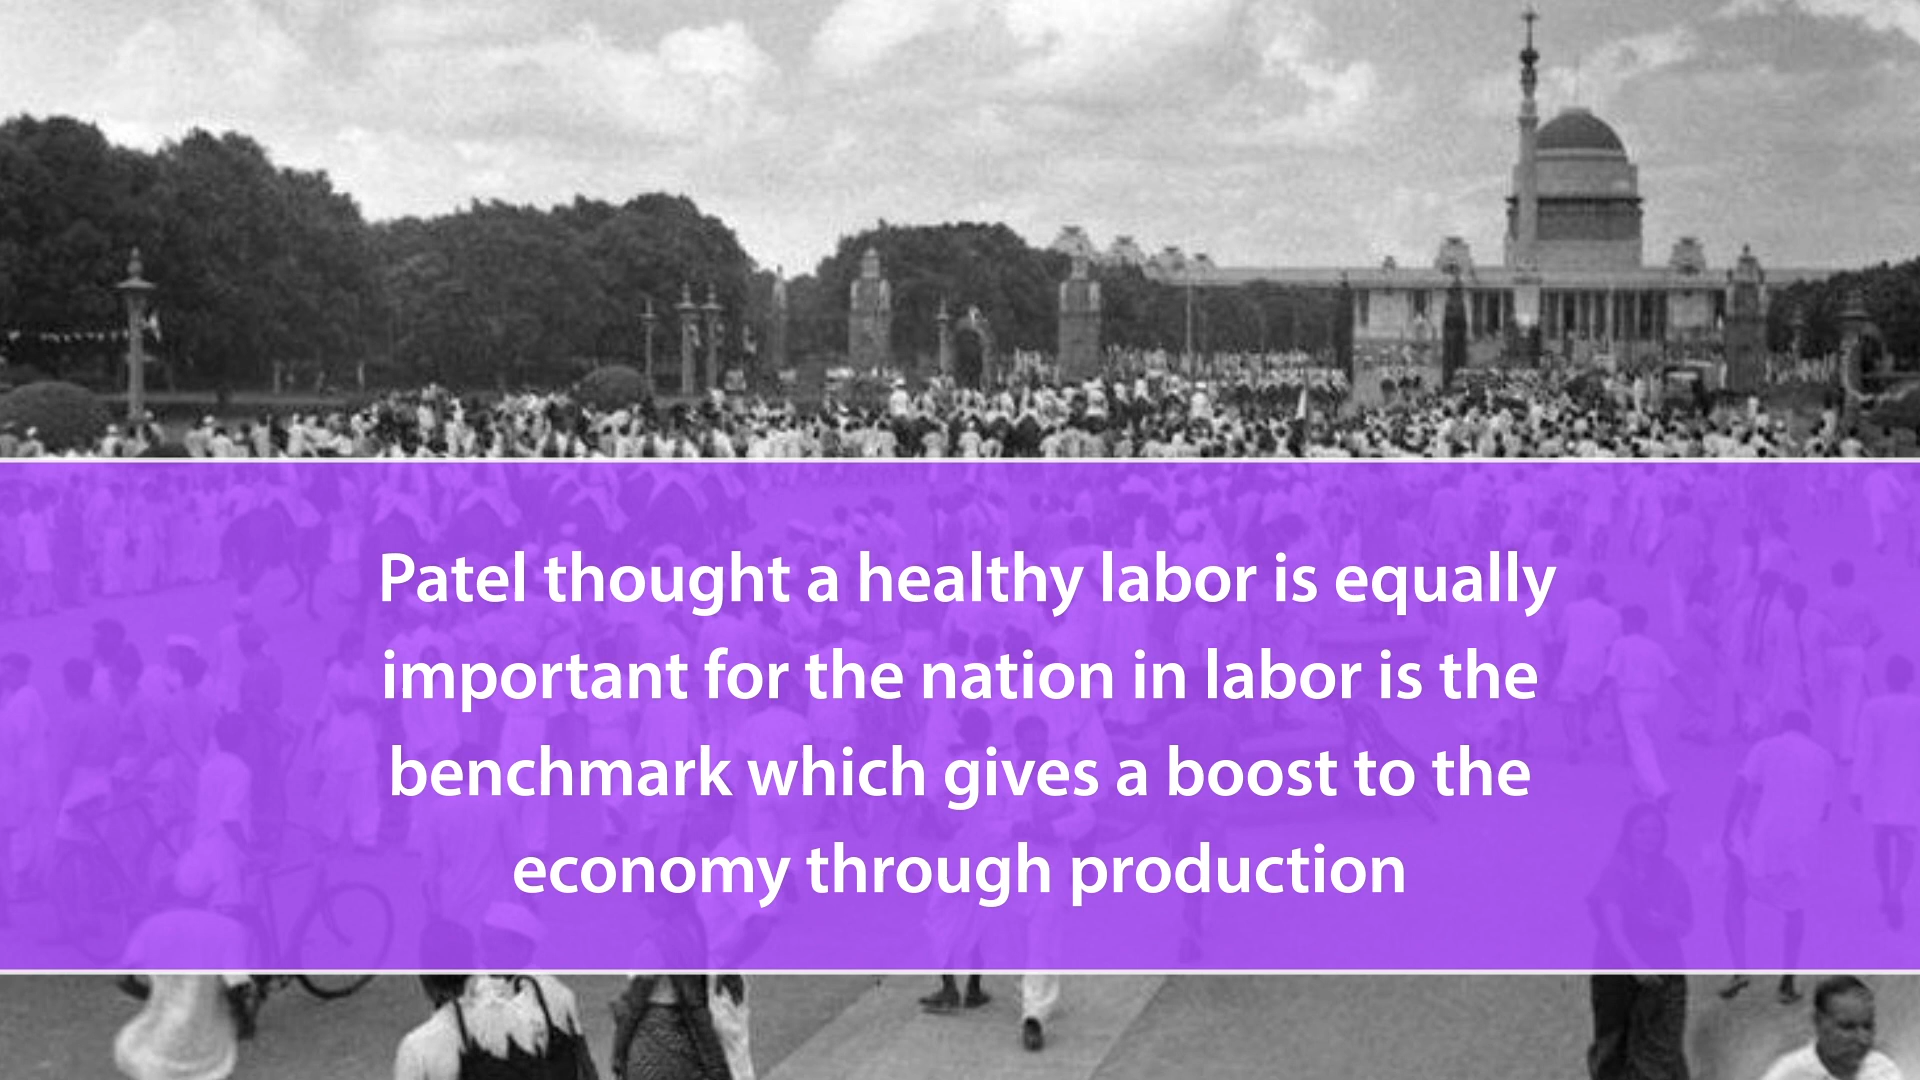 Patel thought a healthy labor is equally
important for the nation in labor is the
benchmark which gives a boost to the
economy through production